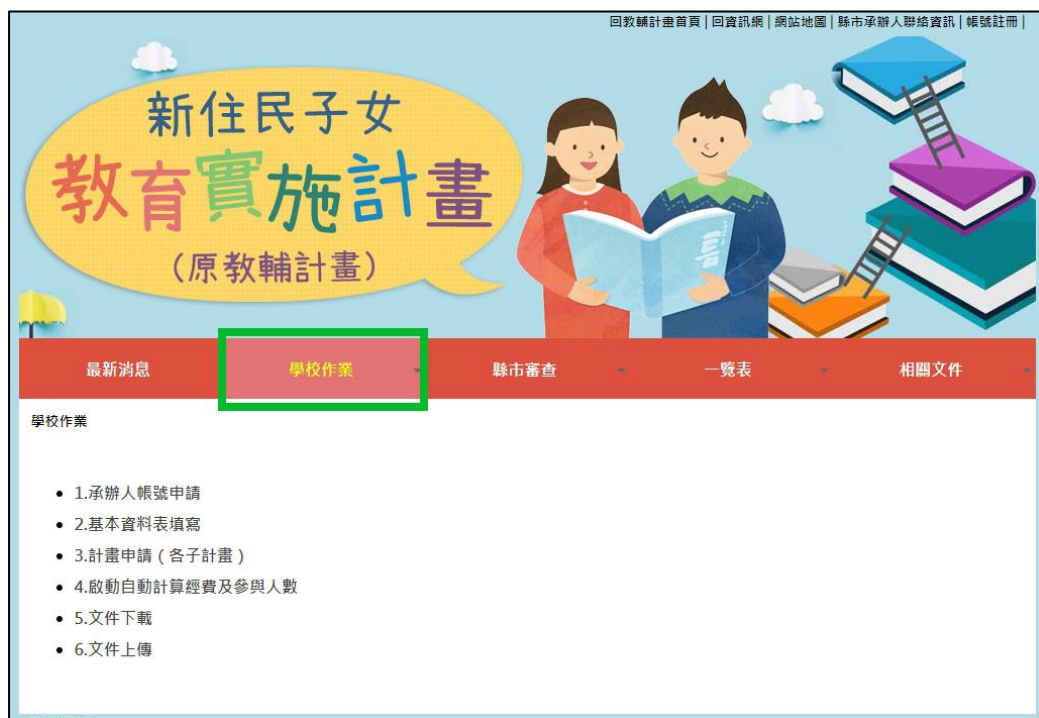 回教輔計畫首頁 | 回資訊網 | 網站地圖 | 縣市承辦人聯絡資訊 | 帳號註冊 |
新住民子女
教育實施計畫
(原教輔計畫)
最新消息 學校作業 縣市審查 一覽表 相關文件
學校作業
1.承辦人帳號申請
2.基本資料表填寫
3.計畫申請 ( 各子計畫 )
4.啟動自動計算經費及參與人數
5.文件下載
6.文件上傳